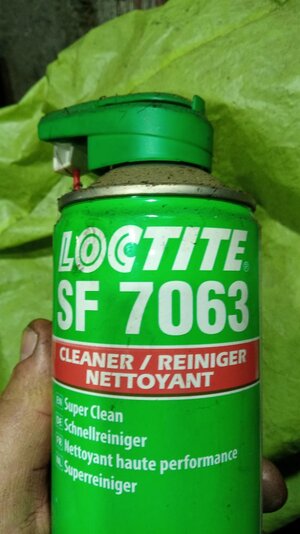 LOCTITE®
SF 7063
CLEANER / REINIGER
NETTOYANT
EN Super Clean
DE Schnellreiniger
FR Nettoyant haute performance
NL Superreiniger